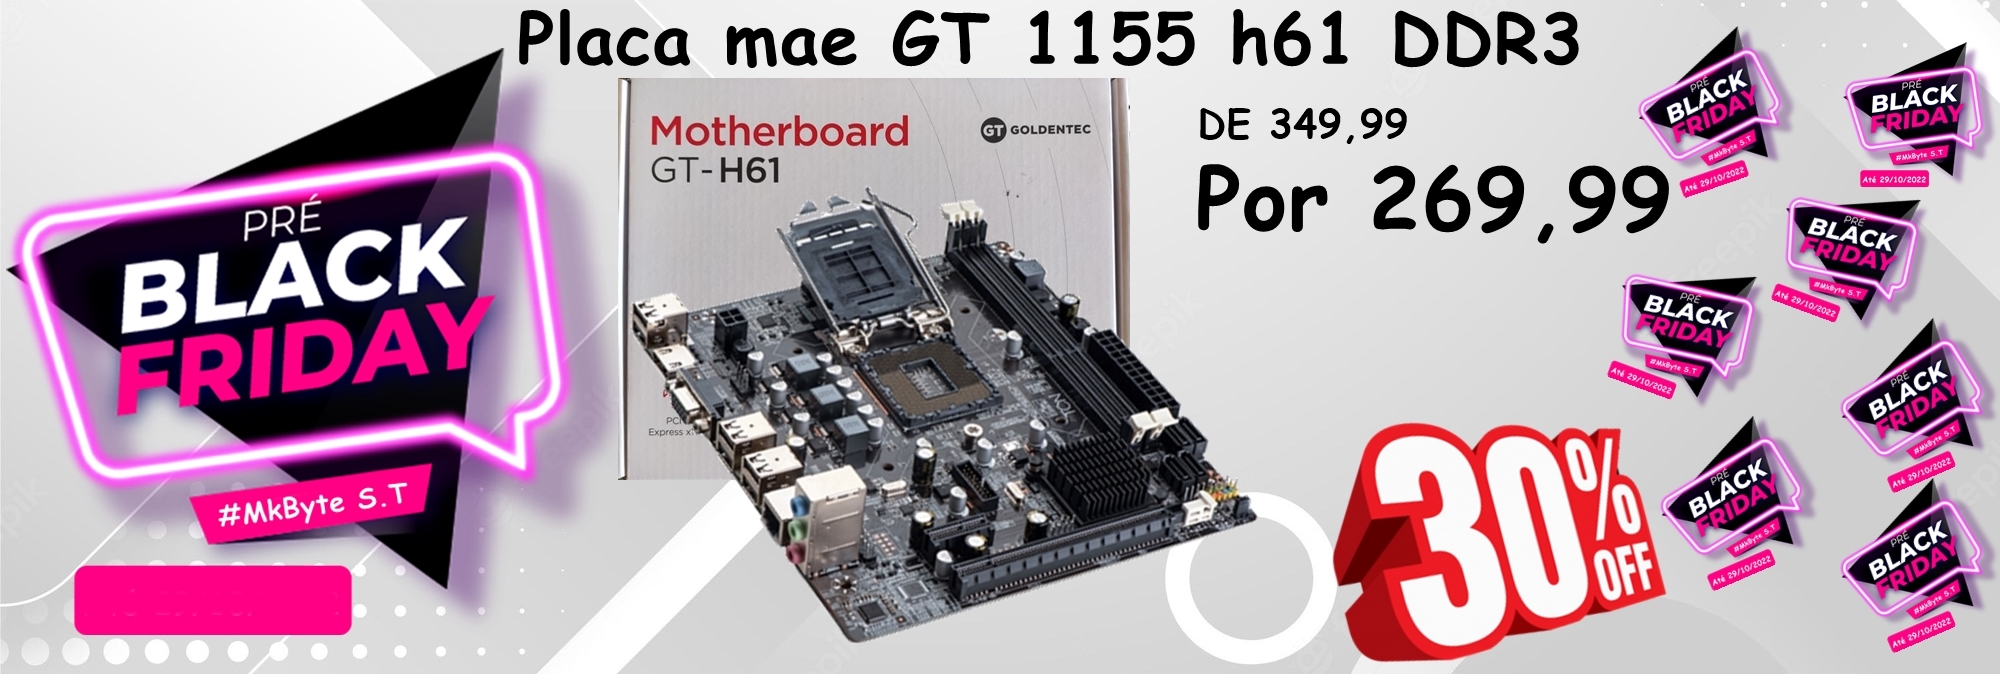 Placa mae GT 1155 h61 DDR3
Motherboard
GT-H61
GT GOLDENTEC
DE 349,99
Por 269,99
PRÉ
BLACK
FRIDAY
#MkByte S.T
30%
OFF
PRÉ
BLACK
FRIDAY
#MkByte S.T
Até 29/10/2022
PRÉ
BLACK
FRIDAY
#MkByte S.T
Até 29/10/2022
PRÉ
BLACK
FRIDAY
#MkByte S.T
Até 29/10/2022
PRÉ
BLACK
FRIDAY
#MkByte S.T
Até 29/10/2022
PRÉ
BLACK
FRIDAY
#MkByte S.T
Até 29/10/2022
PRÉ
BLACK
FRIDAY
#MkByte S.T
Até 29/10/2022
PRÉ
BLACK
FRIDAY
#MkByte S.T
Até 29/10/2022